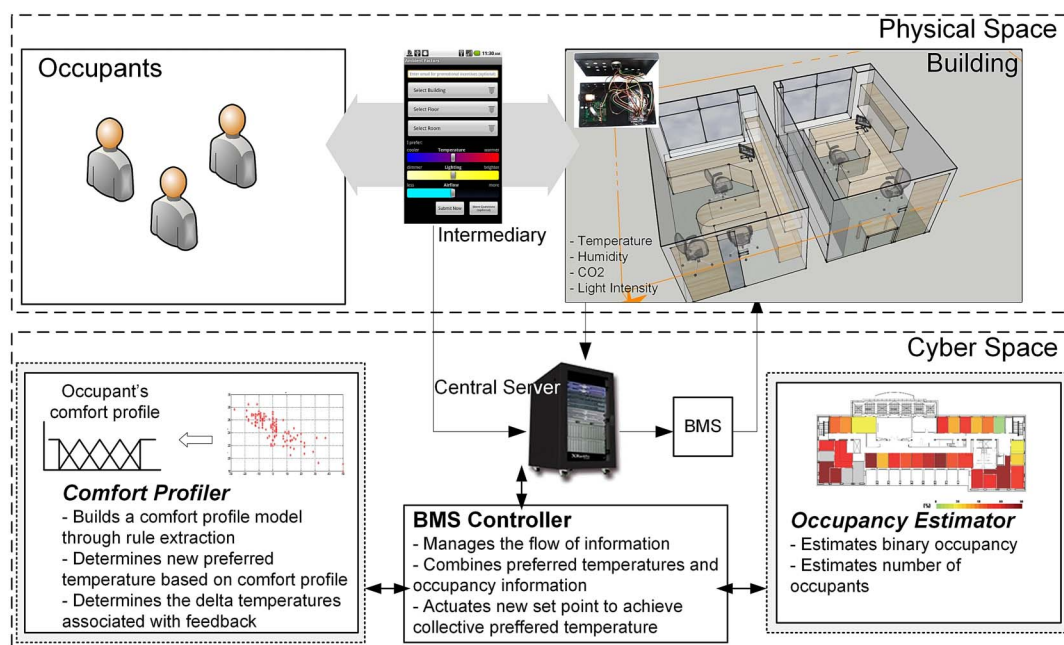 Physical Space
Occupants
Building
11:30 AM
Select Building
Select Floor
Select Room
I prefer:
cooler Temperature warmer
dimmer Lighting brighter
less Airflow more
Submit Now
Intermediary
- Temperature
- Humidity
- CO2
- Light Intensity
Cyber Space
Central Server
BMS
Occupant's
comfort profile
Comfort Profiler
- Builds a comfort profile model
through rule extraction
- Determines new preferred
temperature based on comfort profile
- Determines the delta temperatures
associated with feedback
BMS Controller
- Manages the flow of information
- Combines preferred temperatures and
occupancy information
- Actuates new set point to achieve
collective preffered temperature
Occupancy Estimator
- Estimates binary occupancy
- Estimates number of
occupants